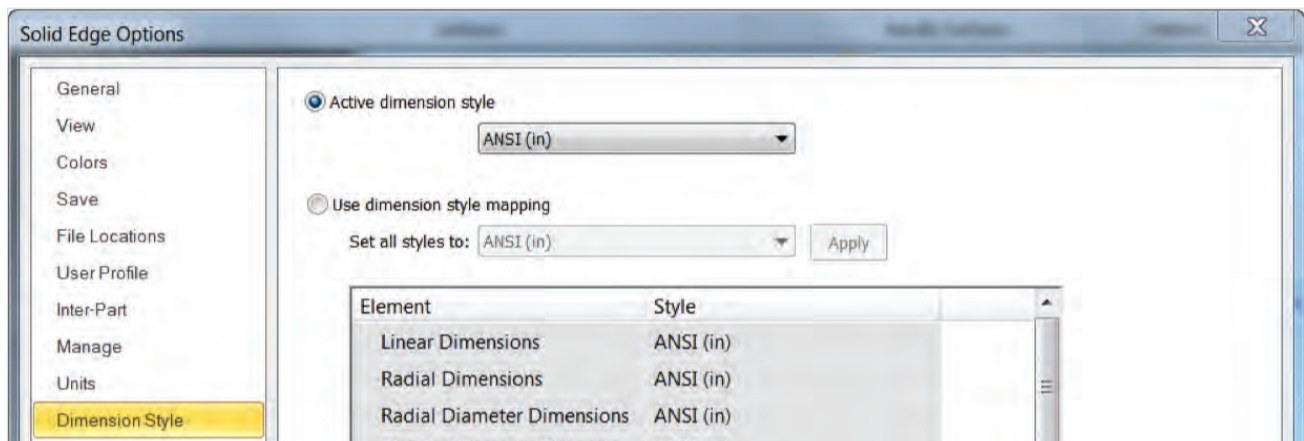 Solid Edge Options
General
View
Colors
Save
File Locations
User Profile
Inter-Part
Manage
Units
Dimension Style
Active dimension style
ANSI (in)
Use dimension style mapping
Set all styles to: ANSI (in) Apply
Element Style
Linear Dimensions ANSI (in)
Radial Dimensions ANSI (in)
Radial Diameter Dimensions ANSI (in)